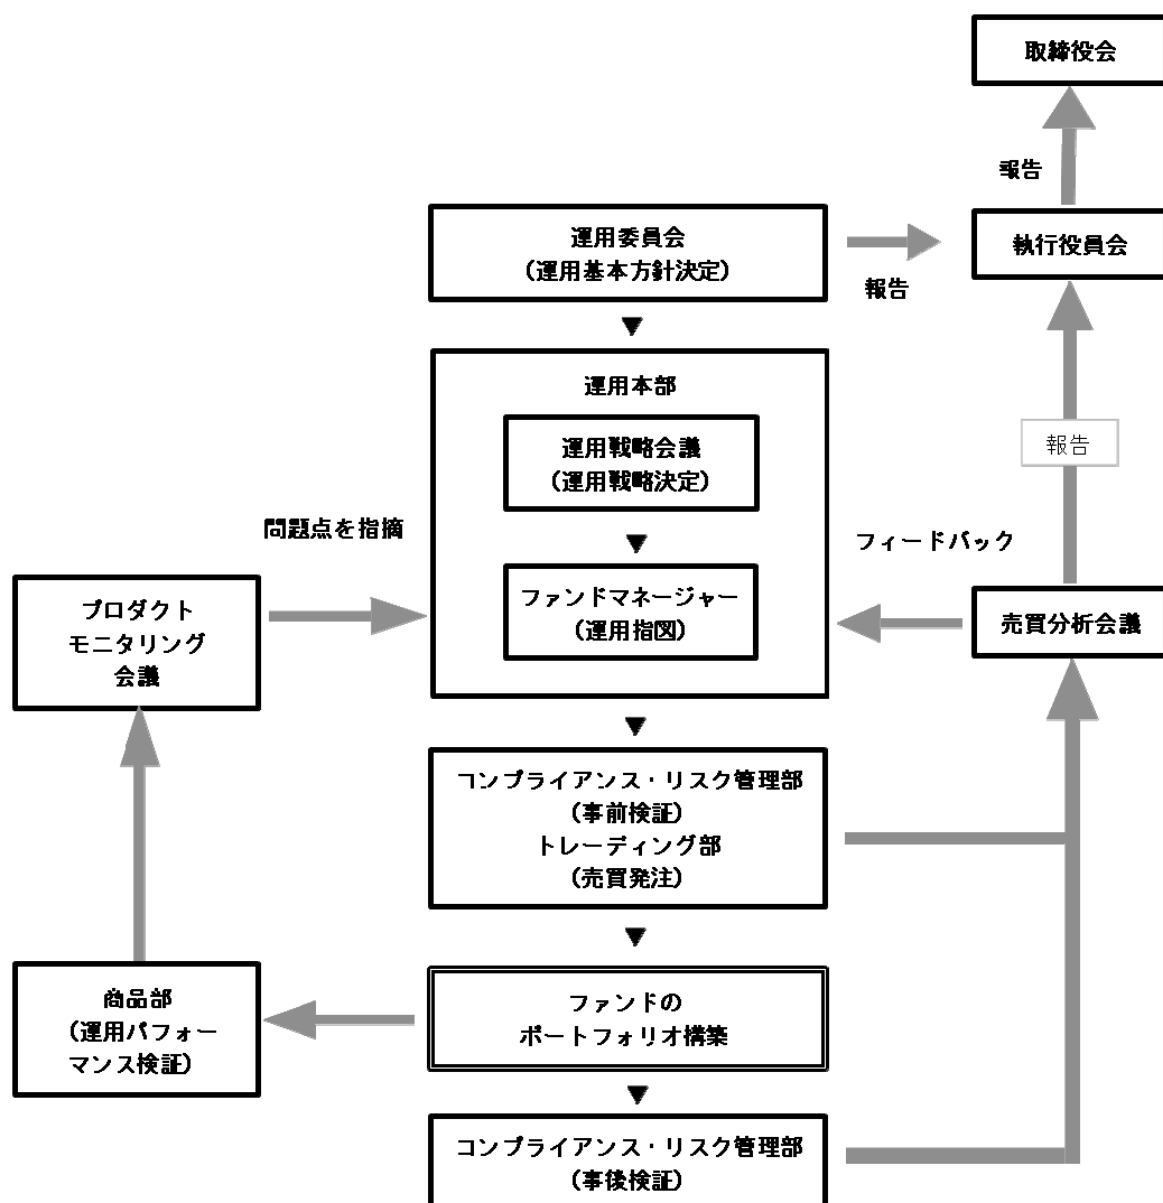 取締役会
報告
運用委員会
(運用基本方針決定)
報告
執行役員会
運用本部
運用戦略会議
(運用戦略決定)
報告
問題点を指摘
フィードバック
プロダクト
モニタリング
会議
ファンドマネージャー
(運用指図)
売買分析会議
コンプライアンス・リスク管理部
(事前検証)
トレーディング部
(売買発注)
商品部
(運用パフォー
マンス検証)
ファンドの
ポートフォリオ構築
コンプライアンス・リスク管理部
(事後検証)